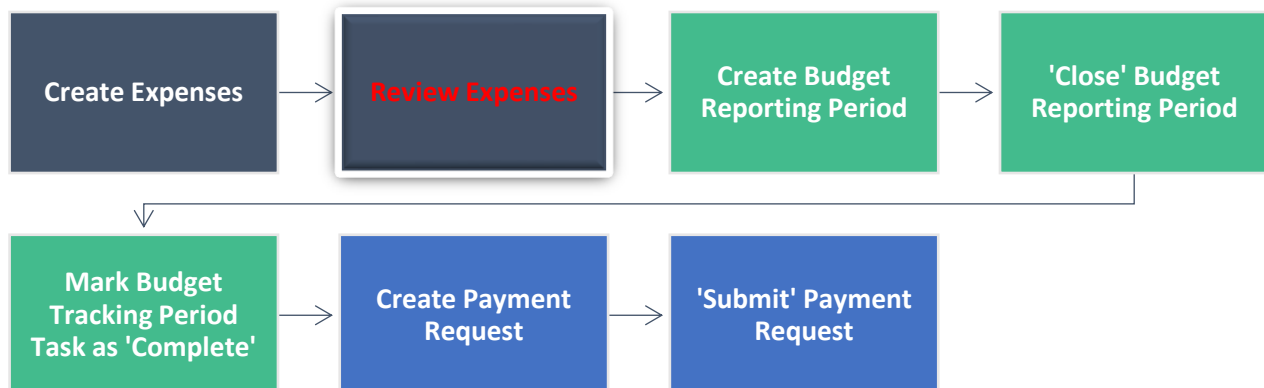 Create Expenses
Review Expenses
Create Budget
Reporting Period
'Close' Budget
Reporting Period
Mark Budget
Tracking Period
Task as 'Complete'
Create Payment
Request
'Submit' Payment
Request